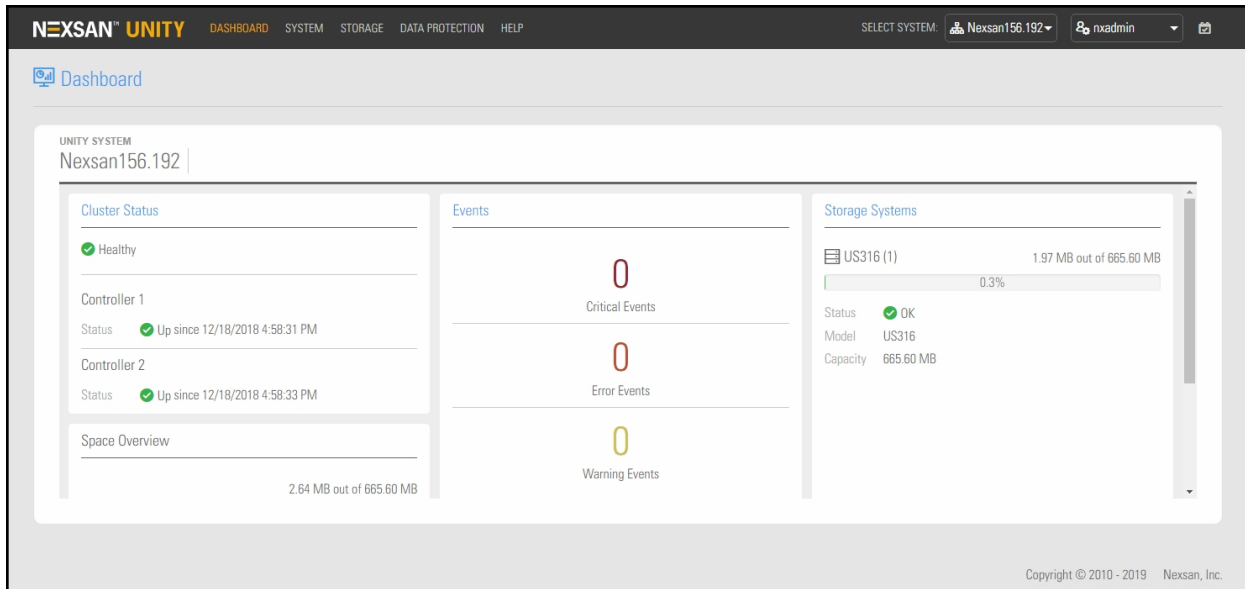 NEXSAN™ UNITY DASHBOARD SYSTEM STORAGE DATA PROTECTION HELP SELECT SYSTEM: Nexsan156.192 nxadmin
Dashboard
UNITY SYSTEM
Nexsan156.192
Cluster Status
Healthy
Controller 1
Status Up since 12/18/2018 4:58:31 PM
Controller 2
Status Up since 12/18/2018 4:58:33 PM
Space Overview
2.64 MB out of 665.60 MB
Events
0
Critical Events
0
Error Events
0
Warning Events
Storage Systems
US316 (1) 1.97 MB out of 665.60 MB
0.3%
Status OK
Model US316
Capacity 665.60 MB
Copyright © 2010 - 2019 Nexsan, Inc.